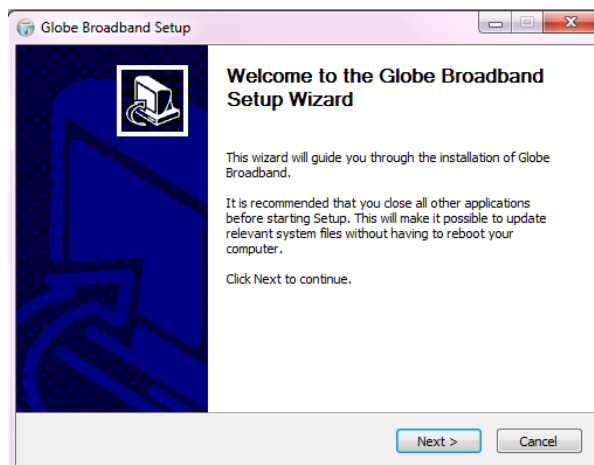 Globe Broadband Setup
Welcome to the Globe Broadband
Setup Wizard
This wizard will guide you through the installation of Globe
Broadband.
It is recommended that you close all other applications
before starting Setup. This will make it possible to update
relevant system files without having to reboot your
computer.
Click Next to continue.
Next >
Cancel